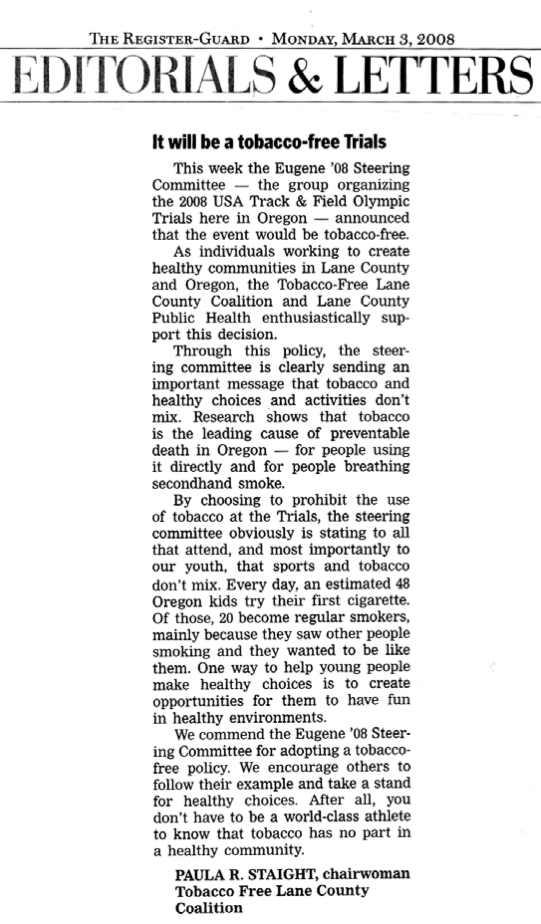 THE REGISTER-GUARD • MONDAY, MARCH 3, 2008
EDITORIALS & LETTERS
It will be a tobacco-free Trials
This week the Eugene '08 Steering
Committee — the group organizing
the 2008 USA Track & Field Olympic
Trials here in Oregon — announced
that the event would be tobacco-free.
As individuals working to create
healthy communities in Lane County
and Oregon, the Tobacco-Free Lane
County Coalition and Lane County
Public Health enthusiastically sup-
port this decision.
Through this policy, the steer-
ing committee is clearly sending an
important message that tobacco and
healthy choices and activities don't
mix. Research shows that tobacco
is the leading cause of preventable
death in Oregon — for people using
it directly and for people breathing
secondhand smoke.
By choosing to prohibit the use
of tobacco at the Trials, the steering
committee obviously is stating to all
that attend, and most importantly to
our youth, that sports and tobacco
don't mix. Every day, an estimated 48
Oregon kids try their first cigarette.
Of those, 20 become regular smokers,
mainly because they saw other people
smoking and they wanted to be like
them. One way to help young people
make healthy choices is to create
opportunities for them to have fun
in healthy environments.
We commend the Eugene '08 Steer-
ing Committee for adopting a tobacco-
free policy. We encourage others to
follow their example and take a stand
for healthy choices. After all, you
don't have to be a world-class athlete
to know that tobacco has no part in
a healthy community.
PAULA R. STAIGHT, chairwoman
Tobacco Free Lane County
Coalition